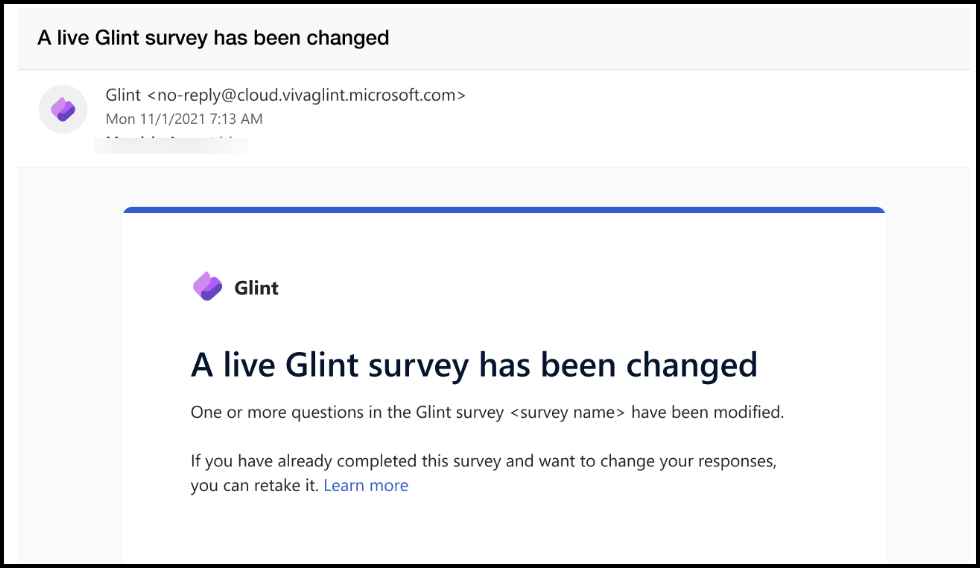 A live Glint survey has been changed
Glint <no-reply@cloud.vivaglint.microsoft.com>
Mon 11/1/2021 7:13 AM
Glint
A live Glint survey has been changed
One or more questions in the Glint survey <survey name> have been modified.
If you have already completed this survey and want to change your responses,
you can retake it. Learn more